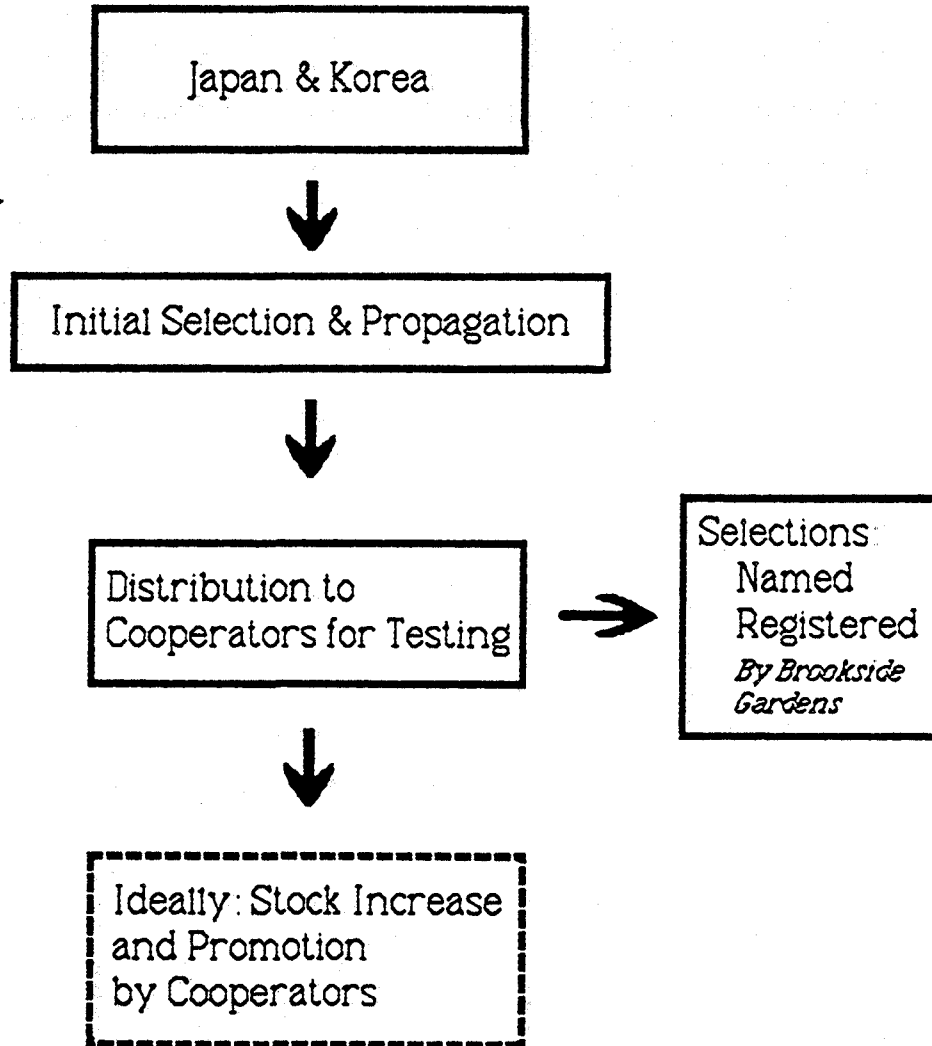 Japan & Korea
Initial Selection & Propagation
Distribution to
Cooperators for Testing
Selections:
Named
Registered
By Brookside
Gardens
Ideally: Stock Increase
and Promotion
by Cooperators